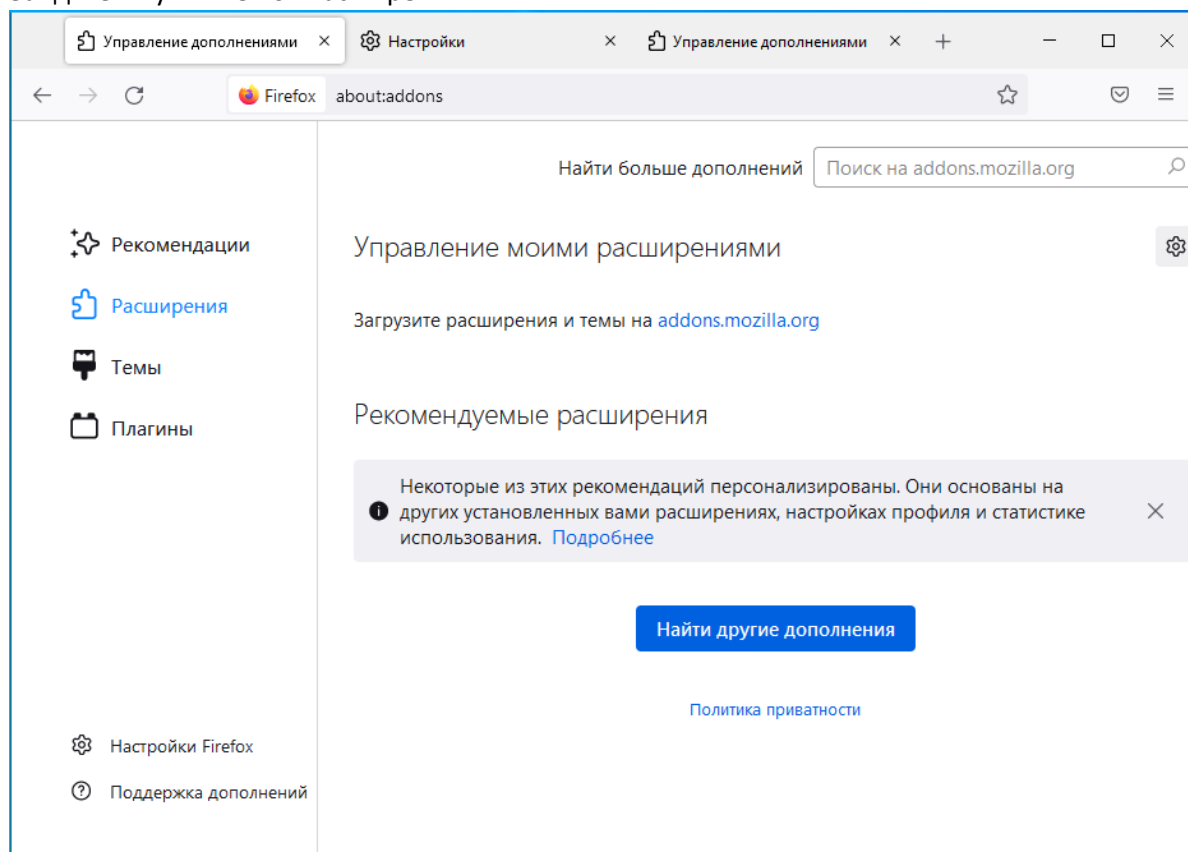 Управление дополнениями
Настройки
Управление дополнениями
Firefox
about:addons
Найти больше дополнений
Поиск на addons.mozilla.org
Рекомендации
Управление моими расширениями
Расширения
Загрузите расширения и темы на addons.mozilla.org
Темы
Рекомендуемые расширения
Плагины
Некоторые из этих рекомендаций персонализированы. Они основаны на
других установленных вами расширениях, настройках профиля и статистике
использования. Подробнее
Найти другие дополнения
Политика приватности
Настройки Firefox
Поддержка дополнений